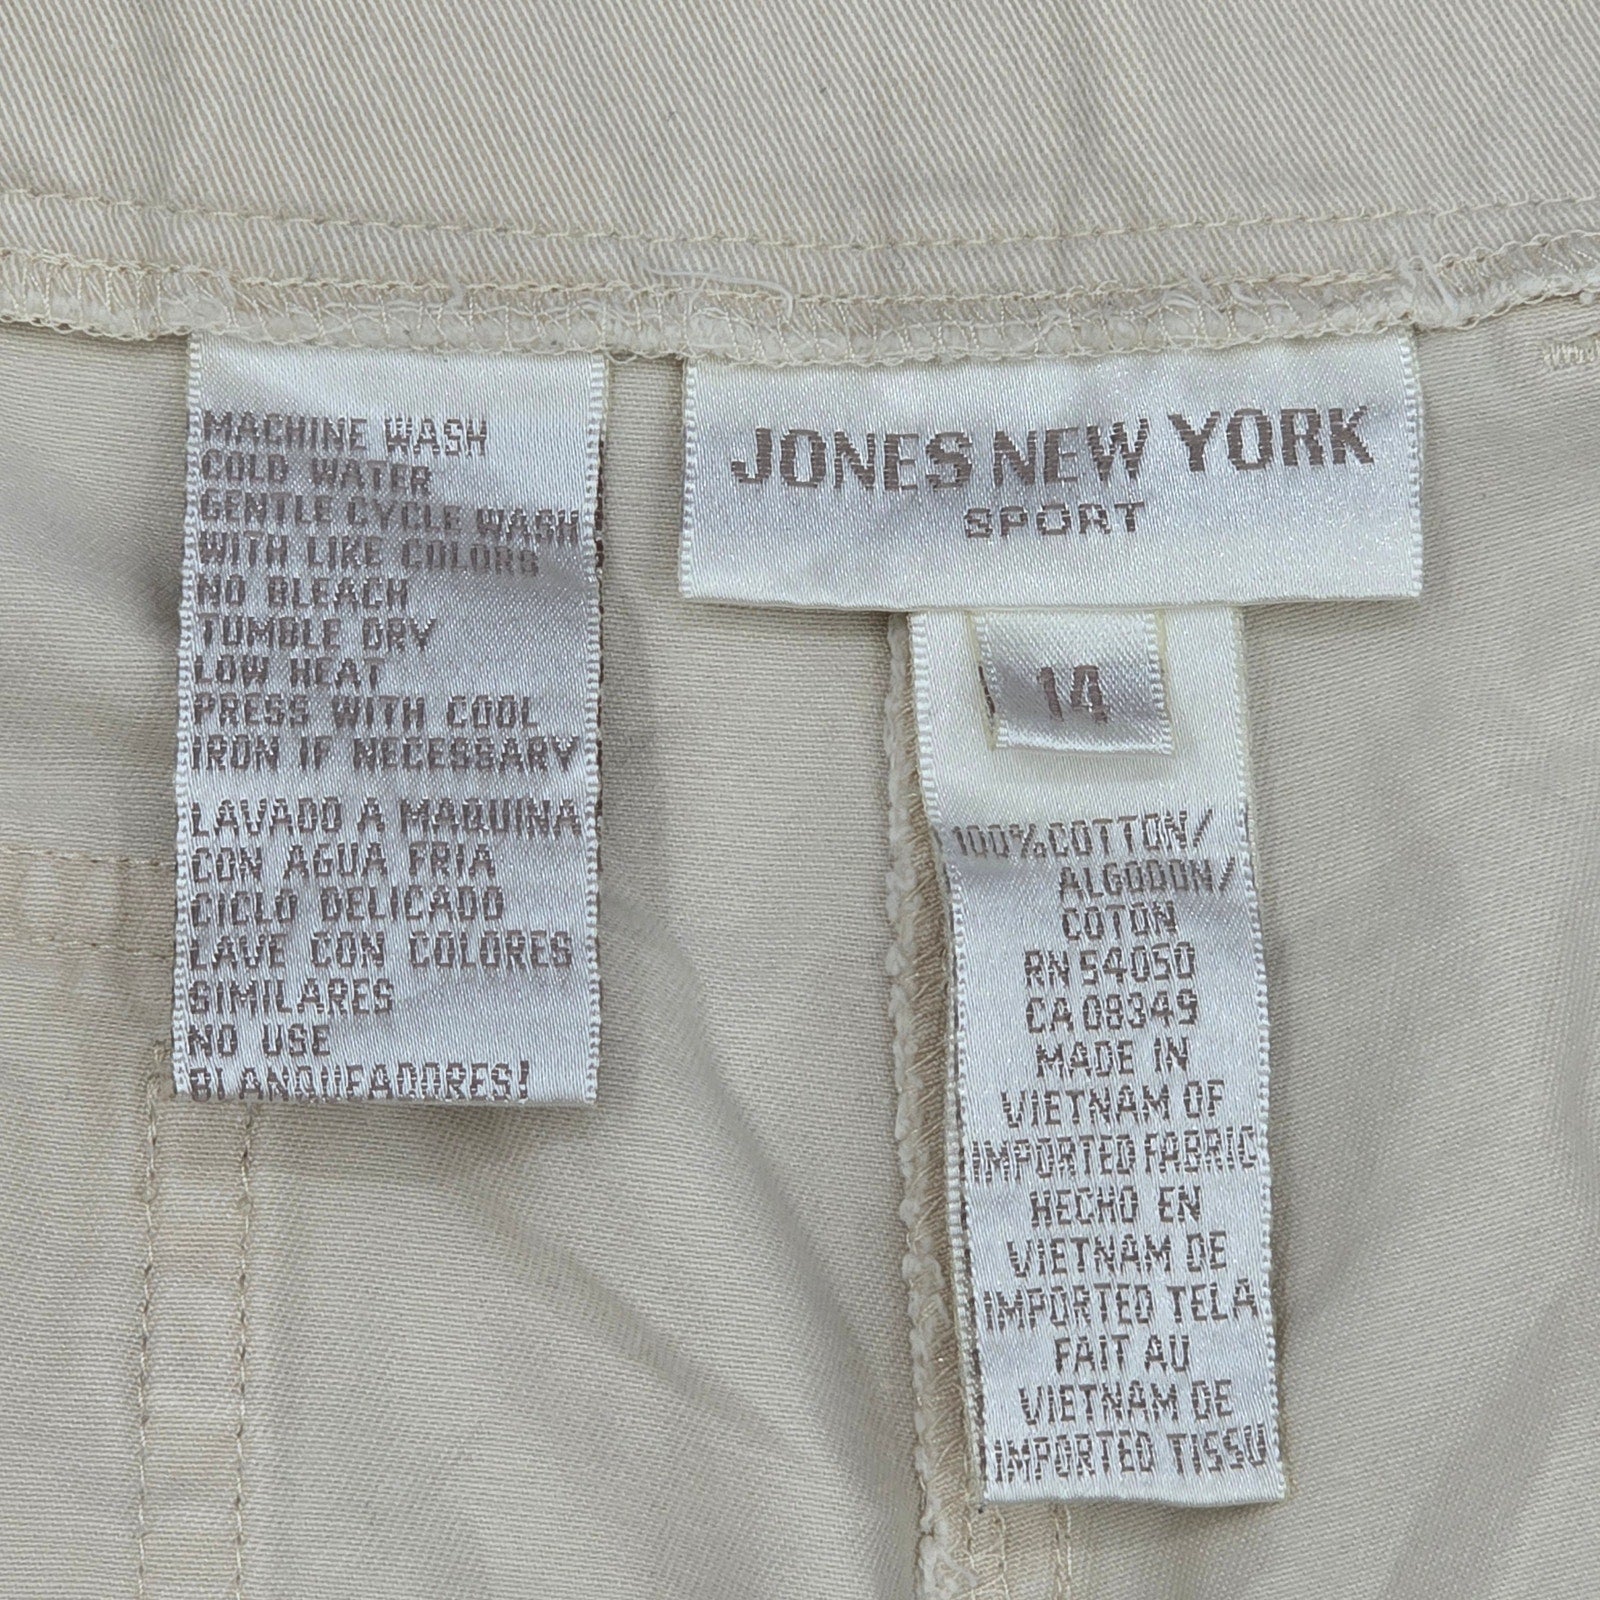 MACHINE WASH
COLD WATER
GENTLE CYCLE WASH
WITH LIKE COLORS
NO BLEACH
TUMBLE DRY
LOW HEAT
PRESS WITH COOL
IRON IF NECESSARY
LAVADO A MAQUINA
CON AGUA FRIA
CICLO DELICADO
LAVE CON COLORES
SIMILARES
NO USE
BLANQUEADORES!
JONES NEW YORK
SPORT
14
100% COTTON/
ALGODON/
COTON
RN 54050
CA 08349
MADE IN
VIETNAM OF
IMPORTED FABRIC
HECHO EN
VIETNAM DE
IMPORTED TELA
FAIT AU
VIETNAM DE
IMPORTED TISSU